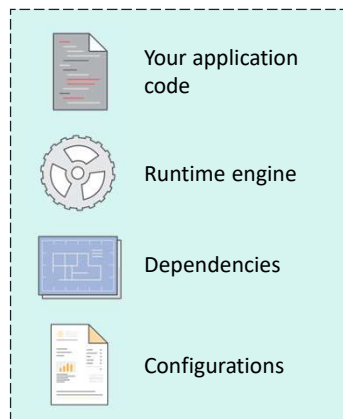 Your application
code
Runtime engine
Dependencies
Configurations